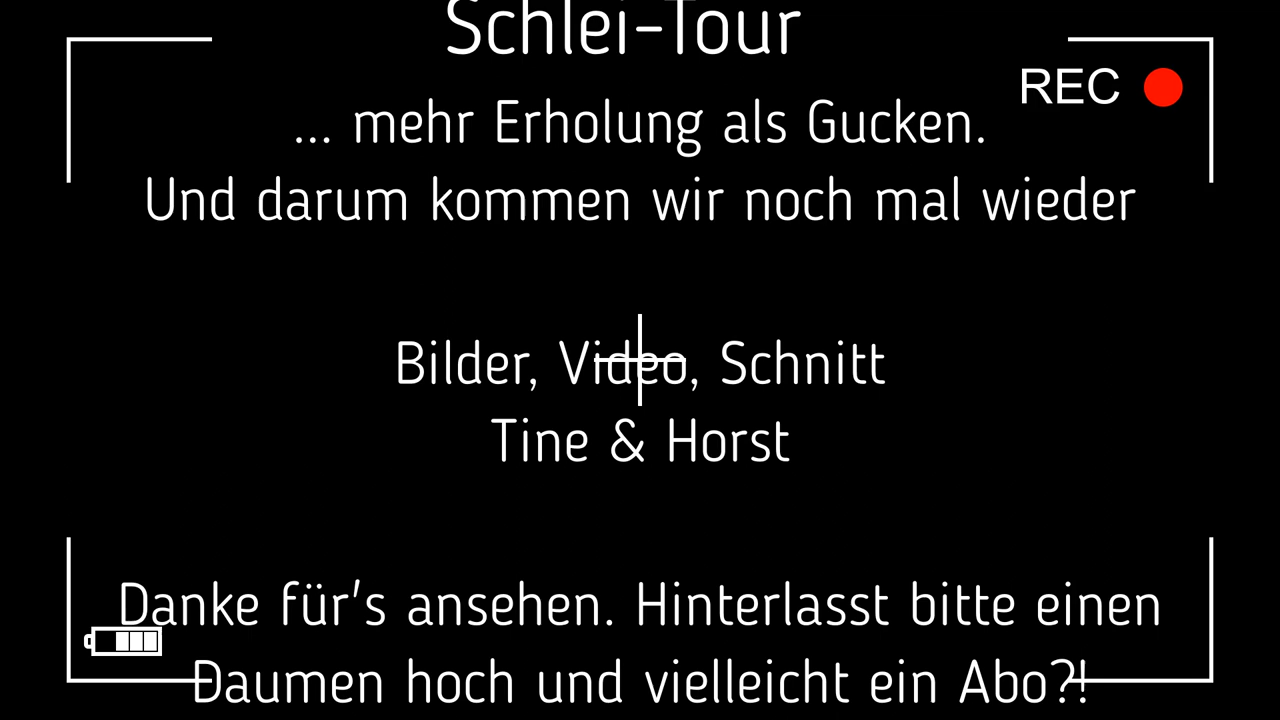 Schlei-Tour
REC
... mehr Erholung als Gucken.
Und darum kommen wir noch mal wieder
Bilder, Video, Schnitt
Tine & Horst
Danke für's ansehen. Hinterlasst bitte einen
Daumen hoch und vielleicht ein Abo?!